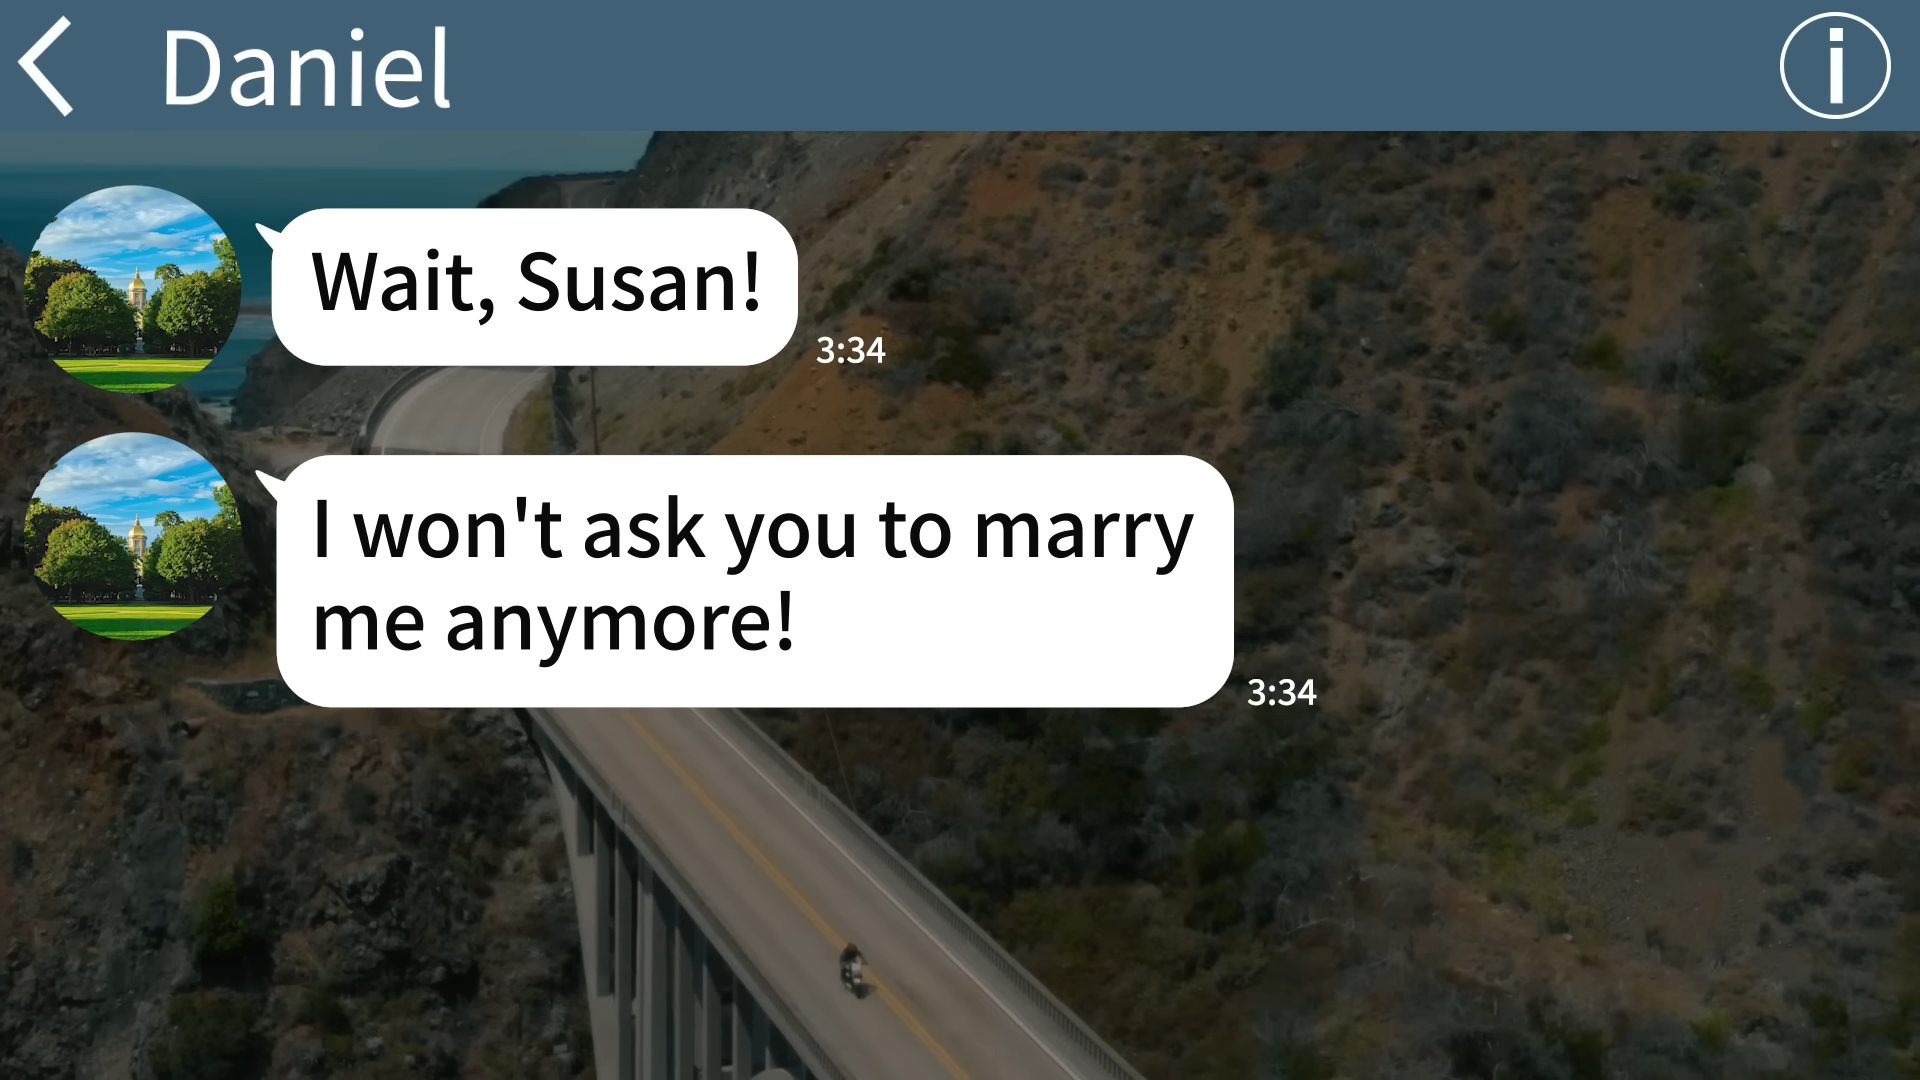 Daniel
Wait, Susan!
3:34
I won't ask you to marry
me anymore!
3:34